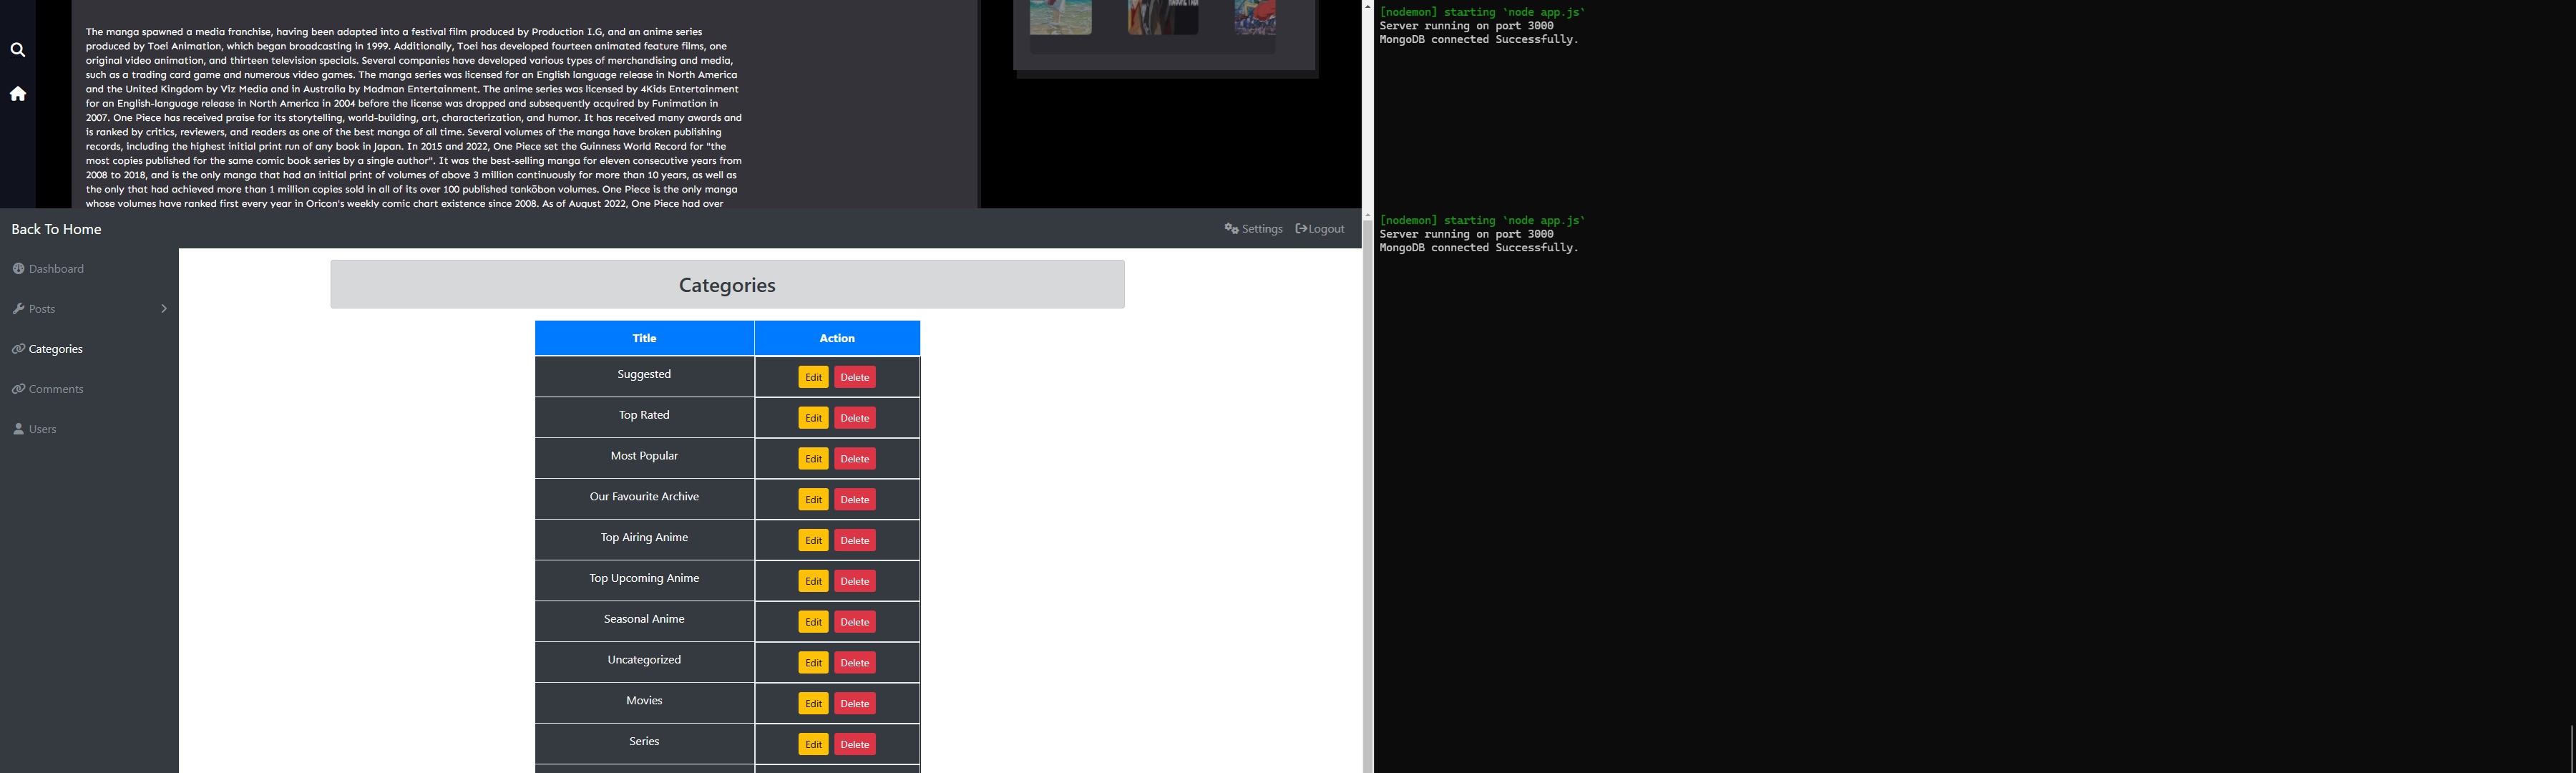 The manga spawned a media franchise, having been adapted into a festival film produced by Production I.G, and an anime series
produced by Toei Animation, which began broadcasting in 1999. Additionally, Toei has developed fourteen animated feature films, one
original video animation, and thirteen television specials. Several companies have developed various types of merchandising and media,
such as a trading card game and numerous video games. The manga series was licensed for an English language release in North America
and the United Kingdom by Viz Media and in Australia by Madman Entertainment. The anime series was licensed by 4Kids Entertainment
for an English-language release in North America in 2004 before the license was dropped and subsequently acquired by Funimation in
2007. One Piece has received praise for its storytelling, world-building, art, characterization, and humor. It has received many awards and
is ranked by critics, reviewers, and readers as one of the best manga of all time. Several volumes of the manga have broken publishing
records, including the highest initial print run of any book in Japan. In 2015 and 2022, One Piece set the Guinness World Record for "the
most copies published for the same comic book series by a single author". It was the best-selling manga for eleven consecutive years from
2008 to 2018, and is the only manga that had an initial print of volumes of above 3 million continuously for more than 10 years, as well as
the only that had achieved more than 1 million copies sold in all of its over 100 published tankōbon volumes. One Piece is the only manga
whose volumes have ranked first every year in Oricon's weekly comic chart existence since 2008. As of August 2022, One Piece had over
[nodemon] starting `node app.js`
Server running on port 3000
MongoDB connected Successfully.
Back To Home
Settings
Logout
Dashboard
Posts
Categories
Comments
Users
Categories
Title Action
Suggested Edit Delete
Top Rated Edit Delete
Most Popular Edit Delete
Our Favourite Archive Edit Delete
Top Airing Anime Edit Delete
Top Upcoming Anime Edit Delete
Seasonal Anime Edit Delete
Uncategorized Edit Delete
Movies Edit Delete
Series Edit Delete
[nodemon] starting `node app.js`
Server running on port 3000
MongoDB connected Successfully.